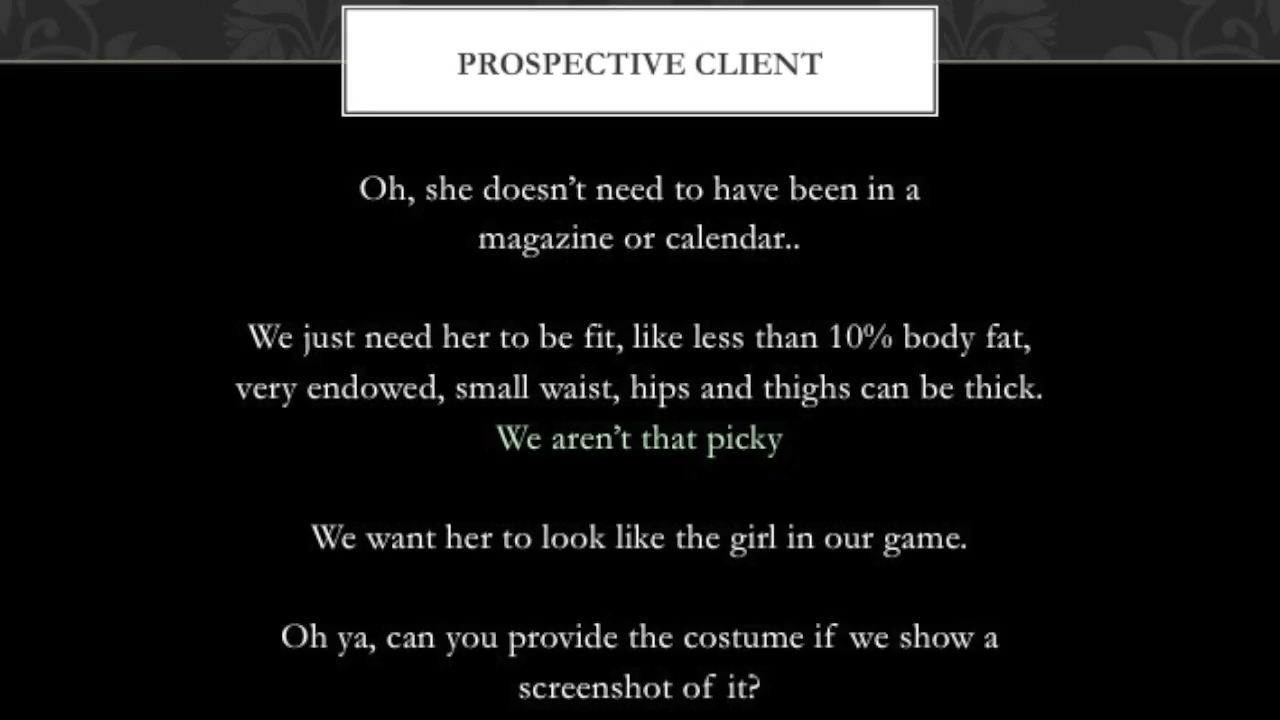 PROSPECTIVE CLIENT
Oh, she doesn’t need to have been in a
magazine or calendar..
We just need her to be fit, like less than 10% body fat,
very endowed, small waist, hips and thighs can be thick.
We aren’t that picky
We want her to look like the girl in our game.
Oh ya, can you provide the costume if we show a
screenshot of it?